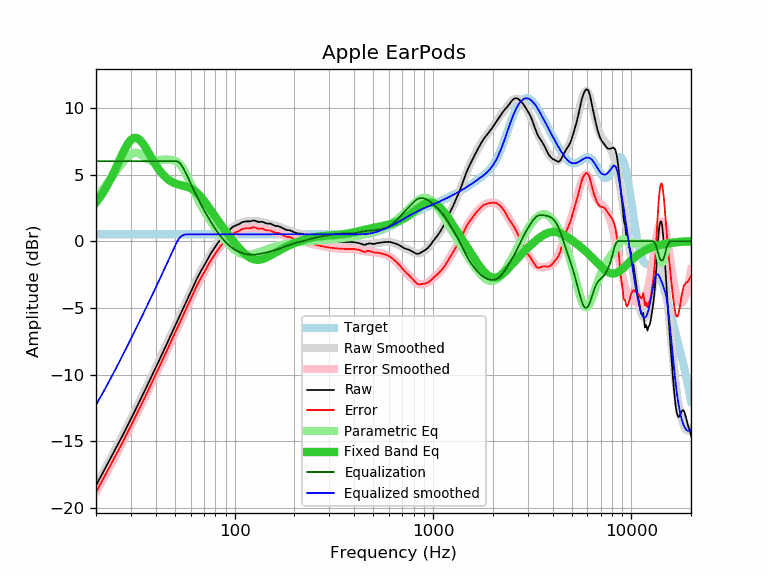 Apple EarPods
Amplitude (dBr)
10
5
0
−5
−10
−15
−20
Target
Raw Smoothed
Error Smoothed
Raw
Error
Parametric Eq
Fixed Band Eq
Equalization
Equalized smoothed
100
1000
10000
Frequency (Hz)